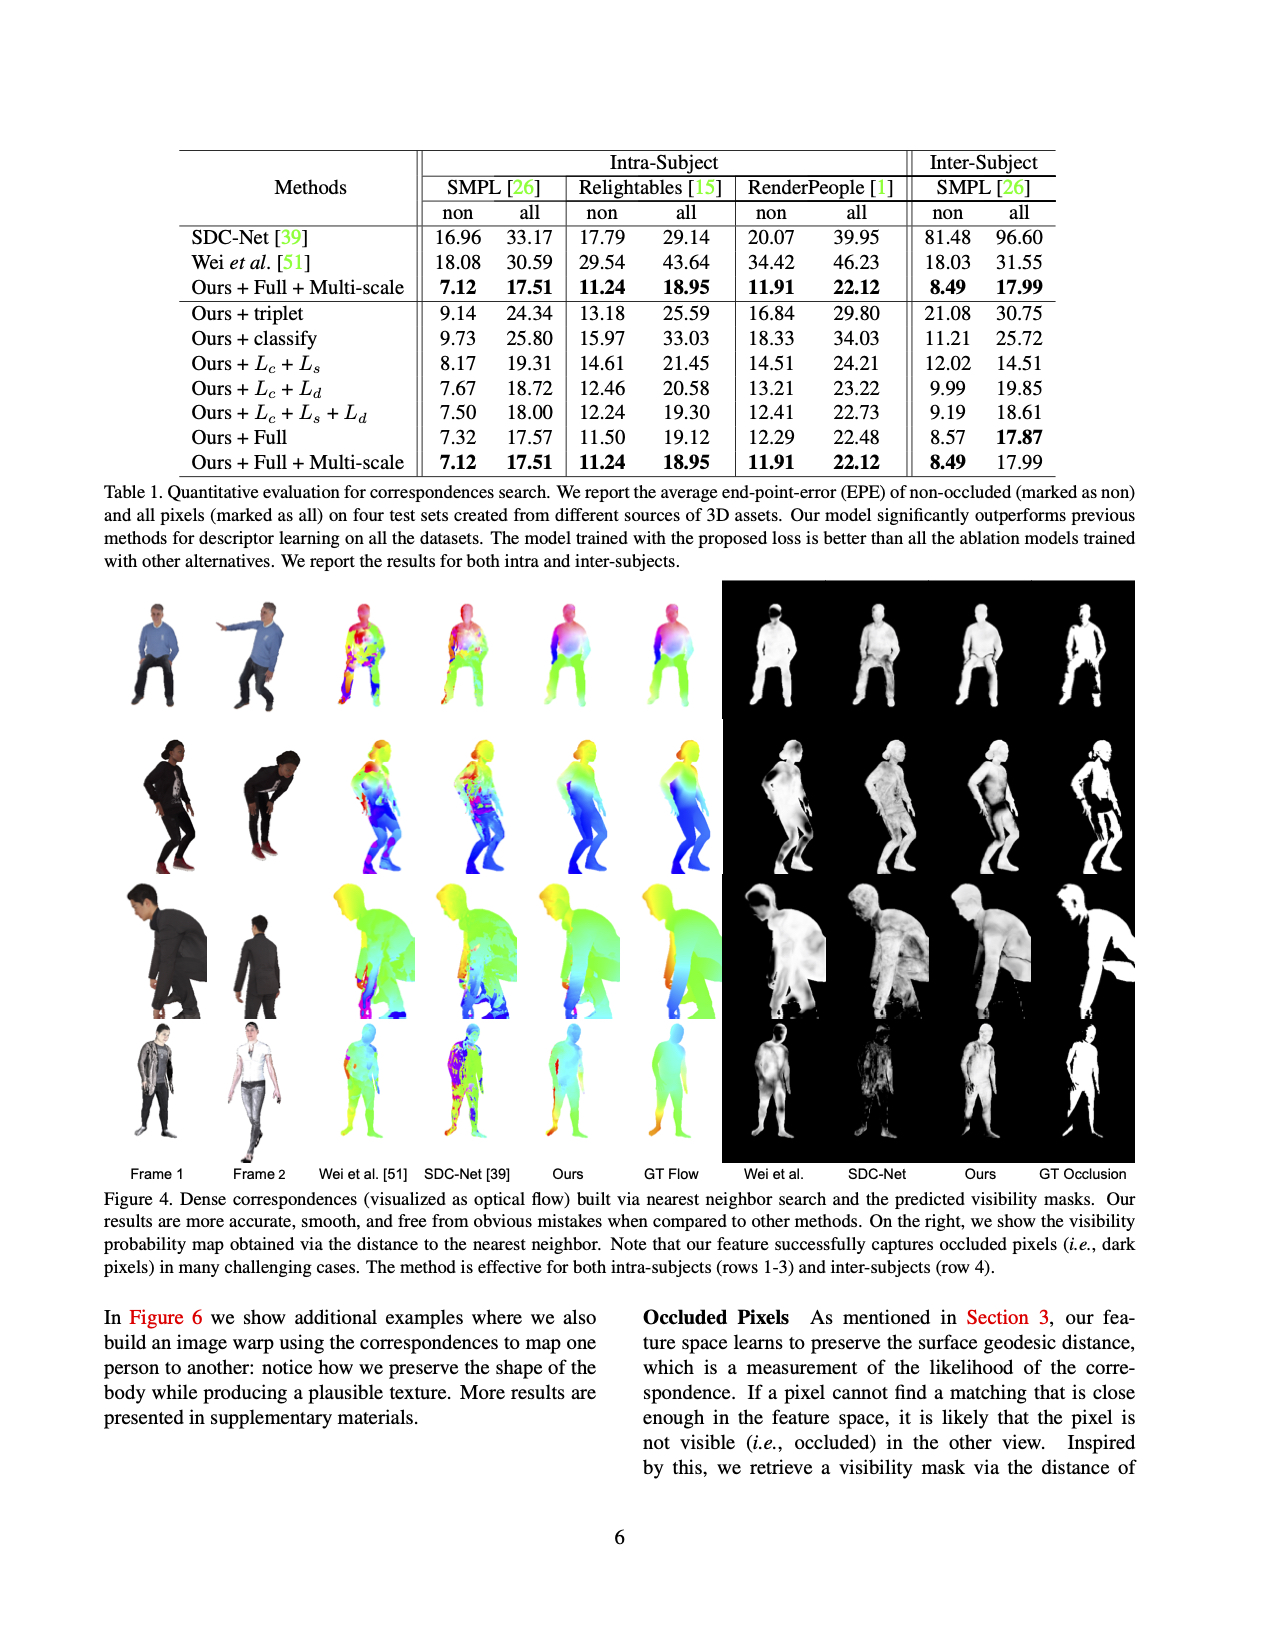 Methods Intra-Subject Inter-Subject
SMPL [26] Relightables [15] RenderPeople [1] SMPL [26]
non all non all non all non all
SDC-Net [39] 16.96 33.17 17.79 29.14 20.07 39.95 81.48 96.60
Wei et al. [51] 18.08 30.59 29.54 43.64 34.42 46.23 18.03 31.55
Ours + Full + Multi-scale 7.12 17.51 11.24 18.95 11.91 22.12 8.49 17.99
Ours + triplet 9.14 24.34 13.18 25.59 16.84 29.80 21.08 30.75
Ours + classify 9.73 25.80 15.97 33.03 18.33 34.03 11.21 25.72
Ours + Lc + Ls 8.17 19.31 14.61 21.45 14.51 24.21 12.02 14.51
Ours + Lc + Ld 7.67 18.72 12.46 20.58 13.21 23.22 9.99 19.85
Ours + Lc + Ls + Ld 7.50 18.00 12.24 19.30 12.41 22.73 9.19 18.61
Ours + Full 7.32 17.57 11.50 19.12 12.29 22.48 8.57 17.87
Ours + Full + Multi-scale 7.12 17.51 11.24 18.95 11.91 22.12 8.49 17.99
Table 1. Quantitative evaluation for correspondences search. We report the average end-point-error (EPE) of non-occluded (marked as non)
and all pixels (marked as all) on four test sets created from different sources of 3D assets. Our model significantly outperforms previous
methods for descriptor learning on all the datasets. The model trained with the proposed loss is better than all the ablation models trained
with other alternatives. We report the results for both intra and inter-subjects.
Frame 1 Frame 2 Wei et al. [51] SDC-Net [39] Ours GT Flow Wei et al. SDC-Net Ours GT Occlusion
Figure 4. Dense correspondences (visualized as optical flow) built via nearest neighbor search and the predicted visibility masks. Our
results are more accurate, smooth, and free from obvious mistakes when compared to other methods. On the right, we show the visibility
probability map obtained via the distance to the nearest neighbor. Note that our feature successfully captures occluded pixels (i.e., dark
pixels) in many challenging cases. The method is effective for both intra-subjects (rows 1-3) and inter-subjects (row 4).
In Figure 6 we show additional examples where we also
build an image warp using the correspondences to map one
person to another: notice how we preserve the shape of the
body while producing a plausible texture. More results are
presented in supplementary materials.
Occluded Pixels As mentioned in Section 3, our fea-
ture space learns to preserve the surface geodesic distance,
which is a measurement of the likelihood of the corre-
spondence. If a pixel cannot find a matching that is close
enough in the feature space, it is likely that the pixel is
not visible (i.e., occluded) in the other view. Inspired
by this, we retrieve a visibility mask via the distance of
6